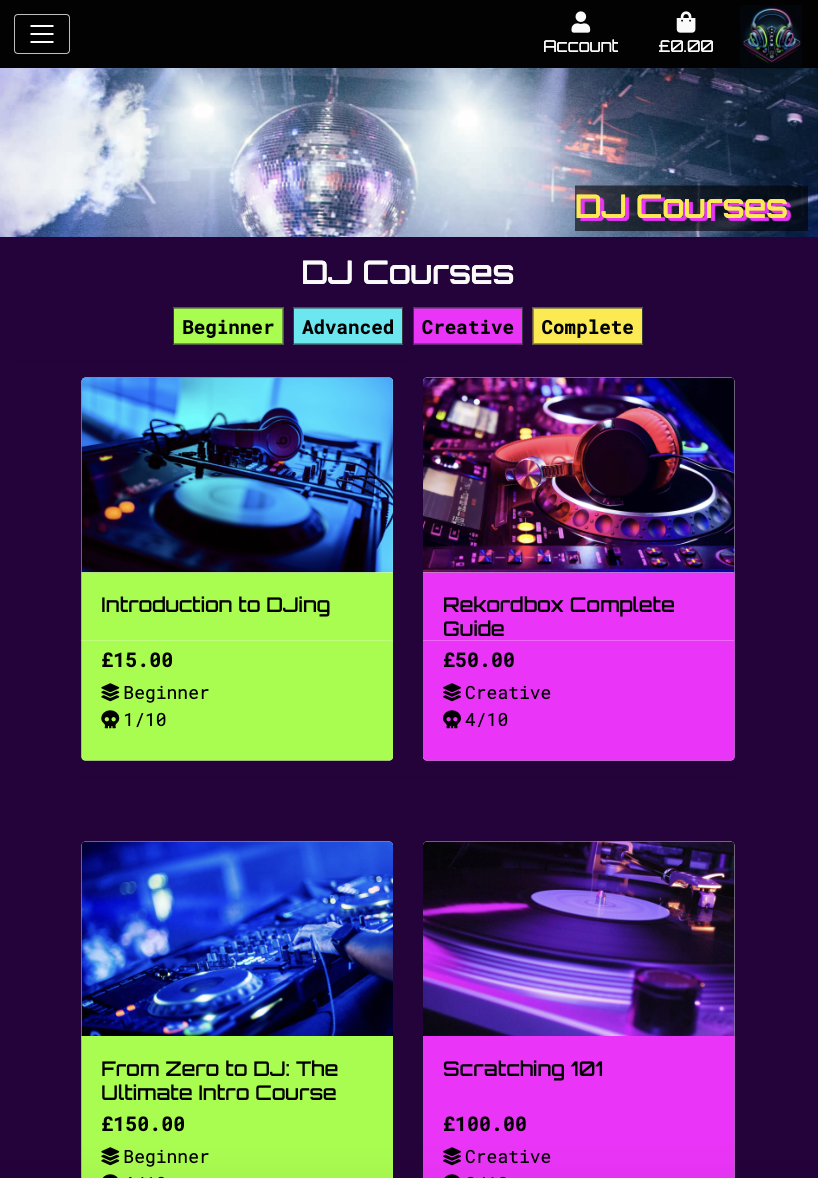 Account
£0.00
DJ Courses
DJ Courses
Beginner Advanced Creative Complete
Introduction to DJing
£15.00
Beginner
1/10
Rekordbox Complete
Guide
£50.00
Creative
4/10
From Zero to DJ: The
Ultimate Intro Course
£150.00
Beginner
Scratching 101
£100.00
Creative